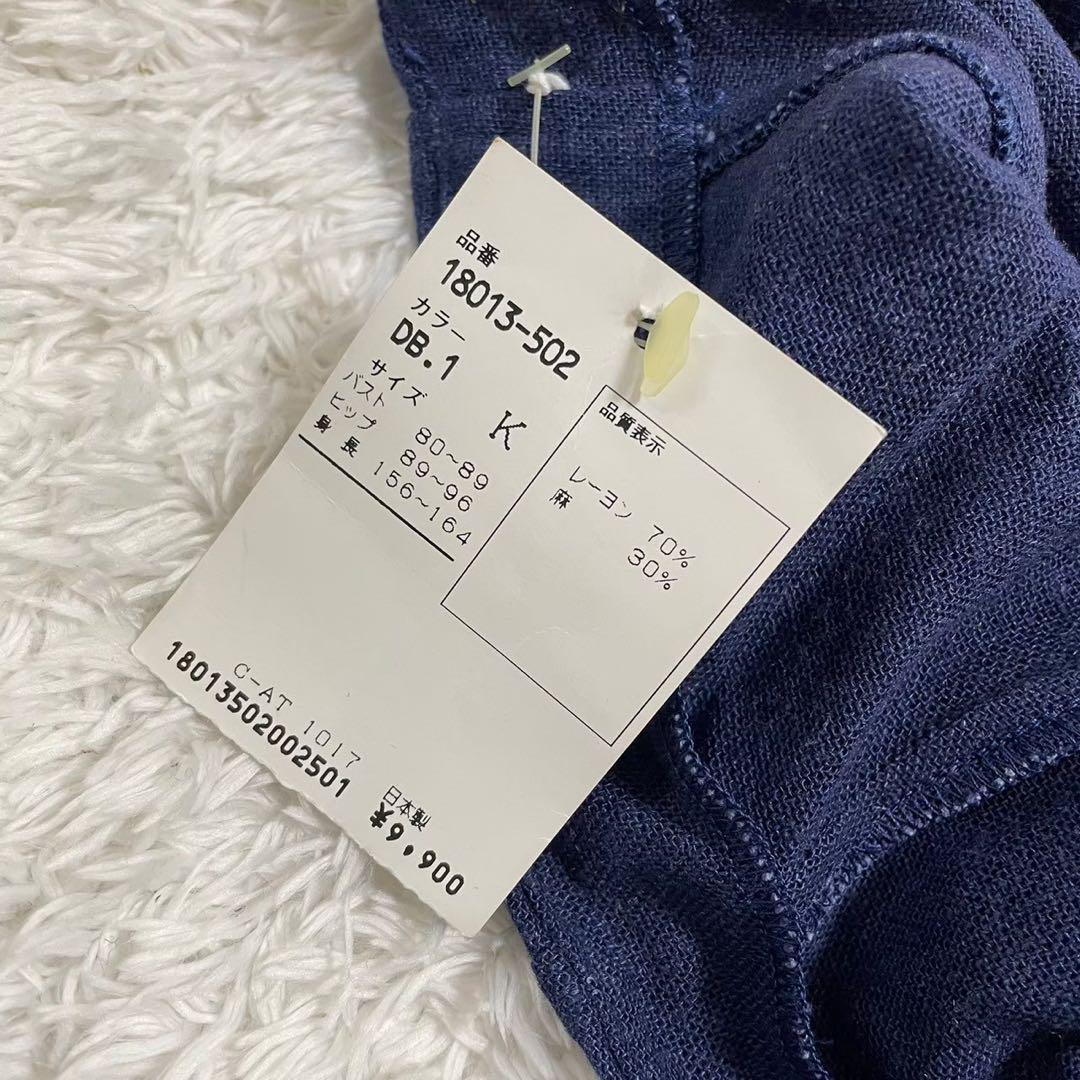 品番
18013-502
カラー
DB.1
サイズ K
バスト 80~89
ヒップ 89~96
身長 156~164
品質表示
レーヨン 70%
麻 30%
C-AT 1017
18013502002501
日本製
¥6,900